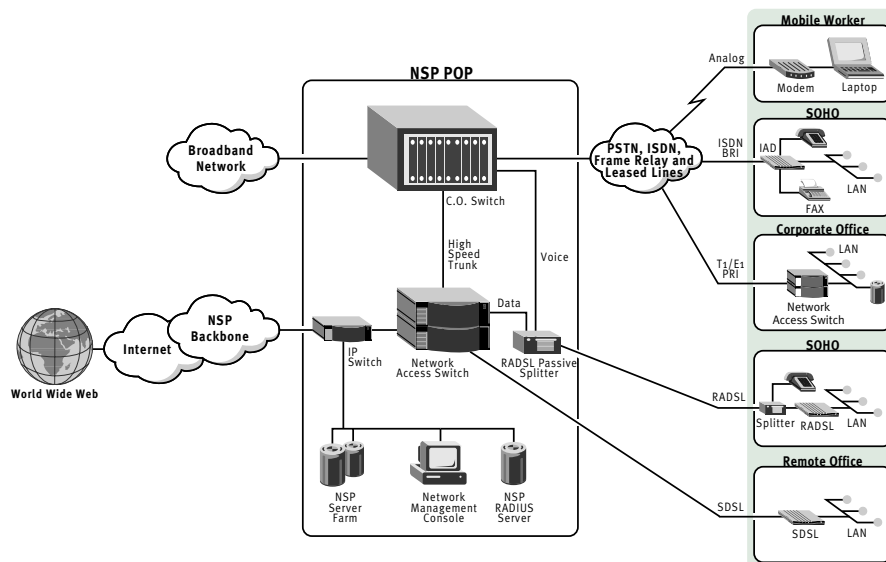 Mobile Worker
Analog
Modem
Laptop
NSP POP
SOHO
ISDN
BRI
IAD
LAN
FAX
Broadband
Network
PSTN, ISDN,
Frame Relay and
Leased Lines
C.O. Switch
Corporate Office
LAN
T1/E1
PRI
Network
Access Switch
High
Speed
Trunk
Voice
Data
NSP
Backbone
Internet
World Wide Web
IP
Switch
Network
Access Switch
RADSL Passive
Splitter
SOHO
RADSL
Splitter
RADSL
LAN
Remote Office
SDSL
SDSL
LAN
NSP
Server
Farm
Network
Management
Console
NSP
RADIUS
Server